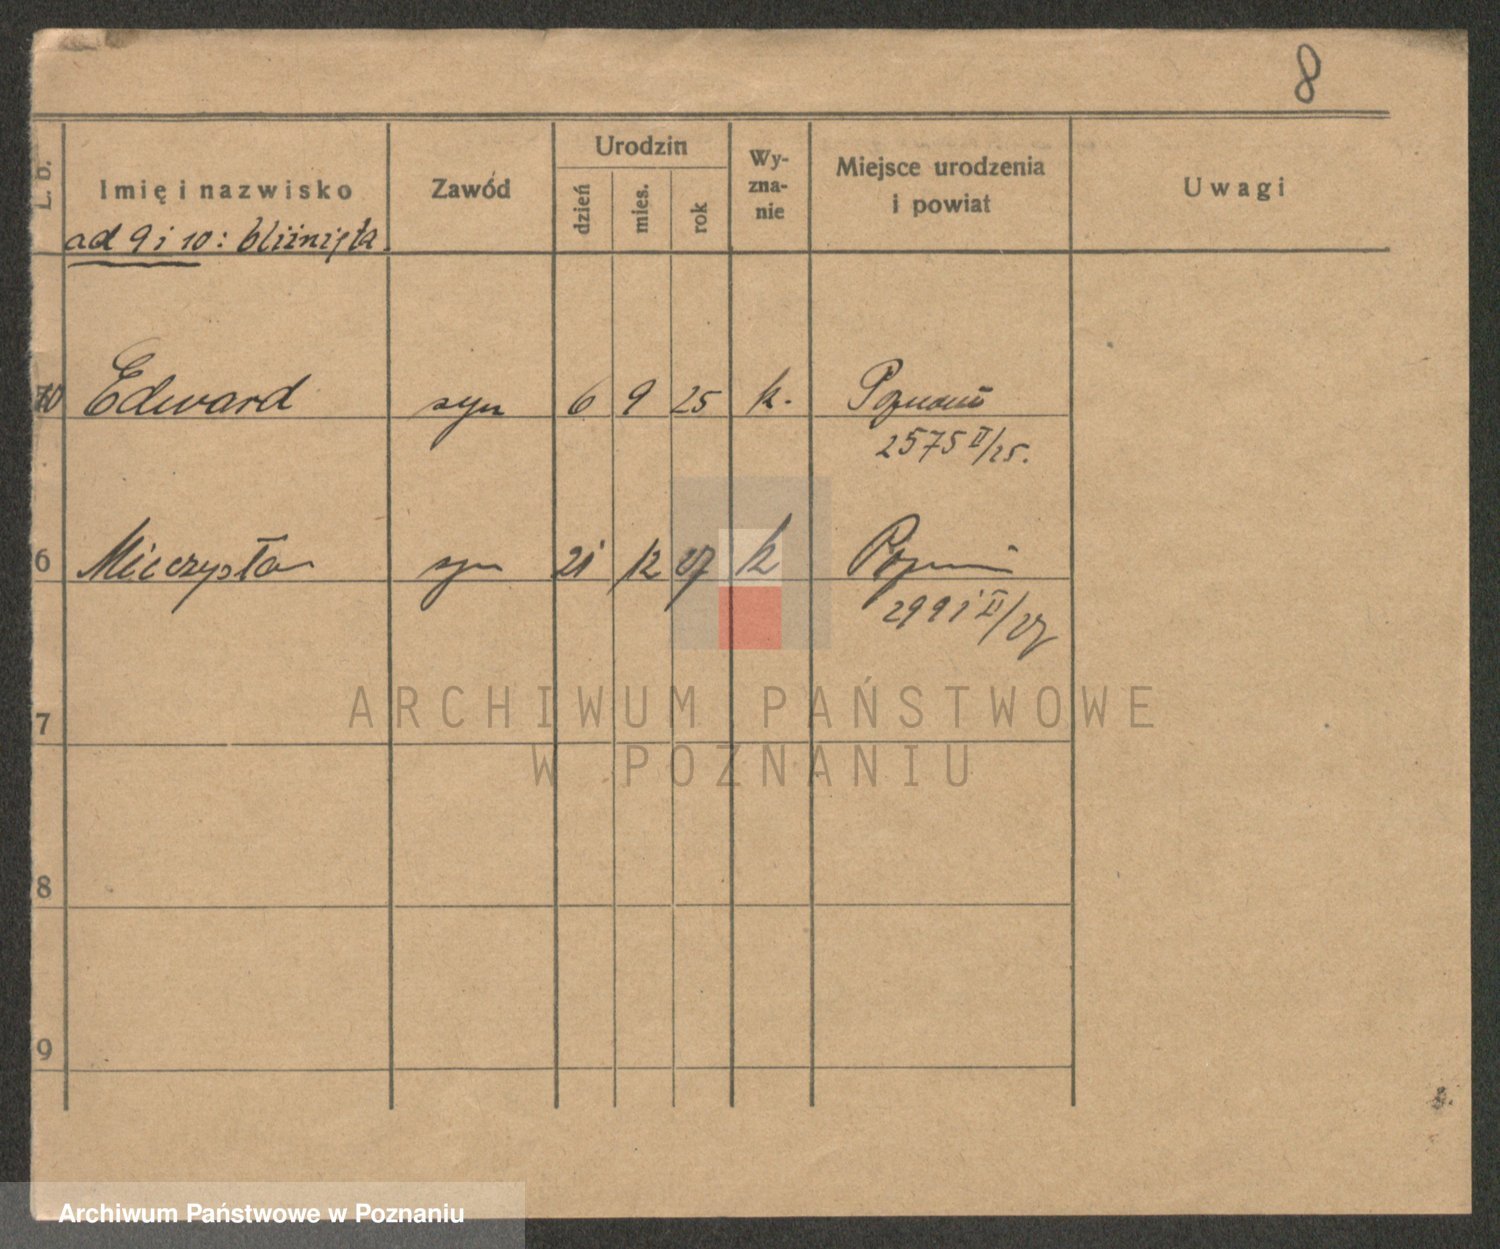 8
L. b.
Imię i nazwisko
Zawód
Urodzin
dzień
mies.
rok
Wy-
zna-
nie
Miejsce urodzenia
i powiat
Uwagi
ad 9 i 10: bliźnięta.
10 Edward syn 6 9 25 k. Poznań
2575 II/25.
6 Mieczysław syn 21 12 27 k Poznań
2991 II/27
7
8
9
ARCHIWUM PAŃSTWOWE
W POZNANIU
Archiwum Państwowe w Poznaniu